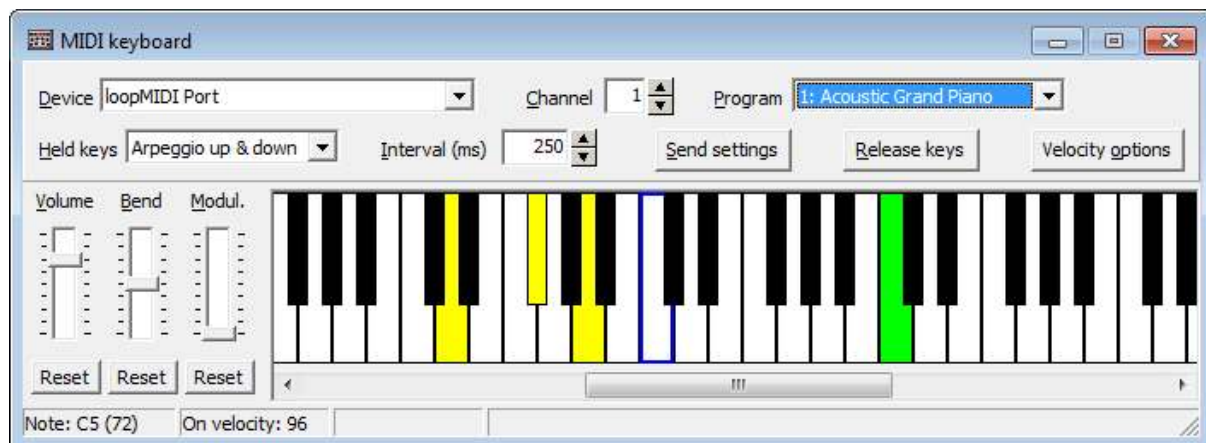 MIDI keyboard
Device loopMIDI Port Channel 1 Program 1: Acoustic Grand Piano
Held keys Arpeggio up & down Interval (ms) 250 Send settings Release keys Velocity options
Volume Bend Modul.
Reset Reset Reset
Note: C5 (72) On velocity: 96